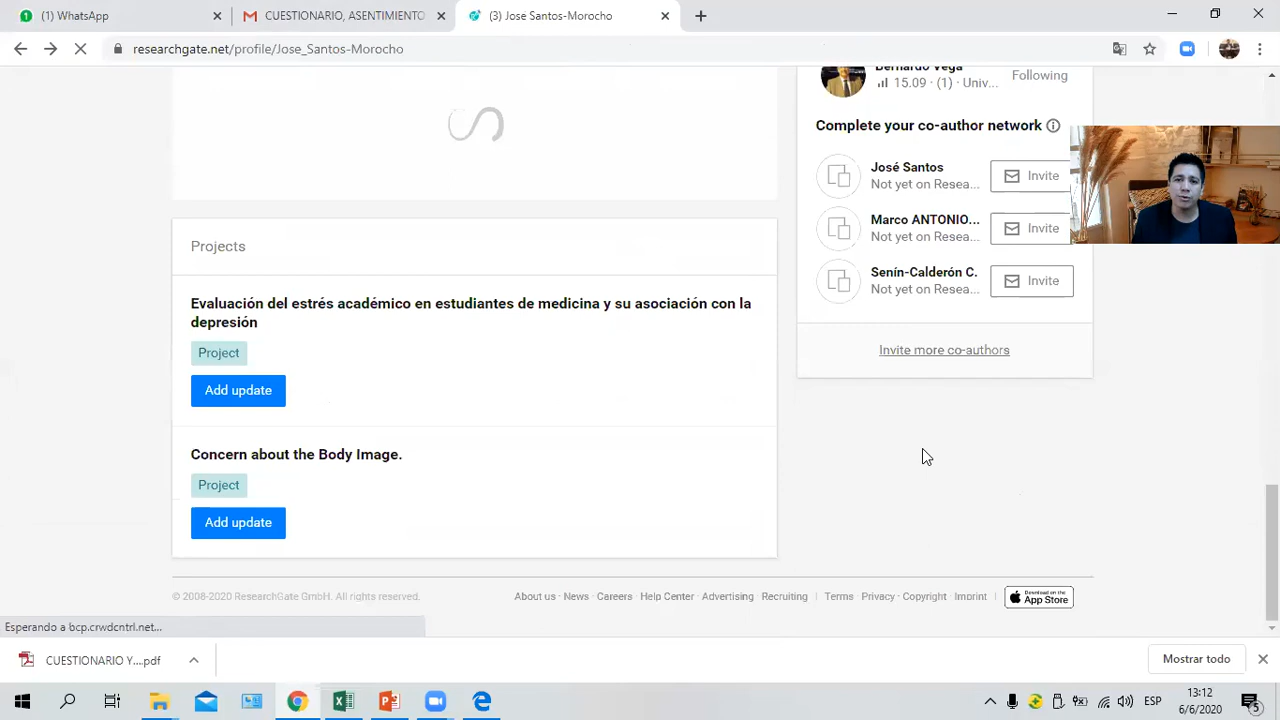 (1) WhatsApp
CUESTIONARIO, ASENTIMIENTO
(3) Jose Santos-Morocho
researchgate.net/profile/Jose_Santos-Morocho
Bernardo Vega
15.09 · (1) · Univ...
Following
Complete your co-author network
José Santos
Not yet on Resea...
Invite
Marco ANTONIO...
Not yet on Resea...
Invite
Senín-Calderón C.
Not yet on Resea...
Invite
Invite more co-authors
Projects
Evaluación del estrés académico en estudiantes de medicina y su asociación con la
depresión
Project
Add update
Concern about the Body Image.
Project
Add update
© 2008-2020 ResearchGate GmbH. All rights reserved.
About us · News · Careers · Help Center · Advertising · Recruiting | Terms · Privacy · Copyright · Imprint |
Download on the
App Store
Esperando a bcp.crwdcntrl.net...
CUESTIONARIO Y....pdf
Mostrar todo
ESP
13:12
6/6/2020
5